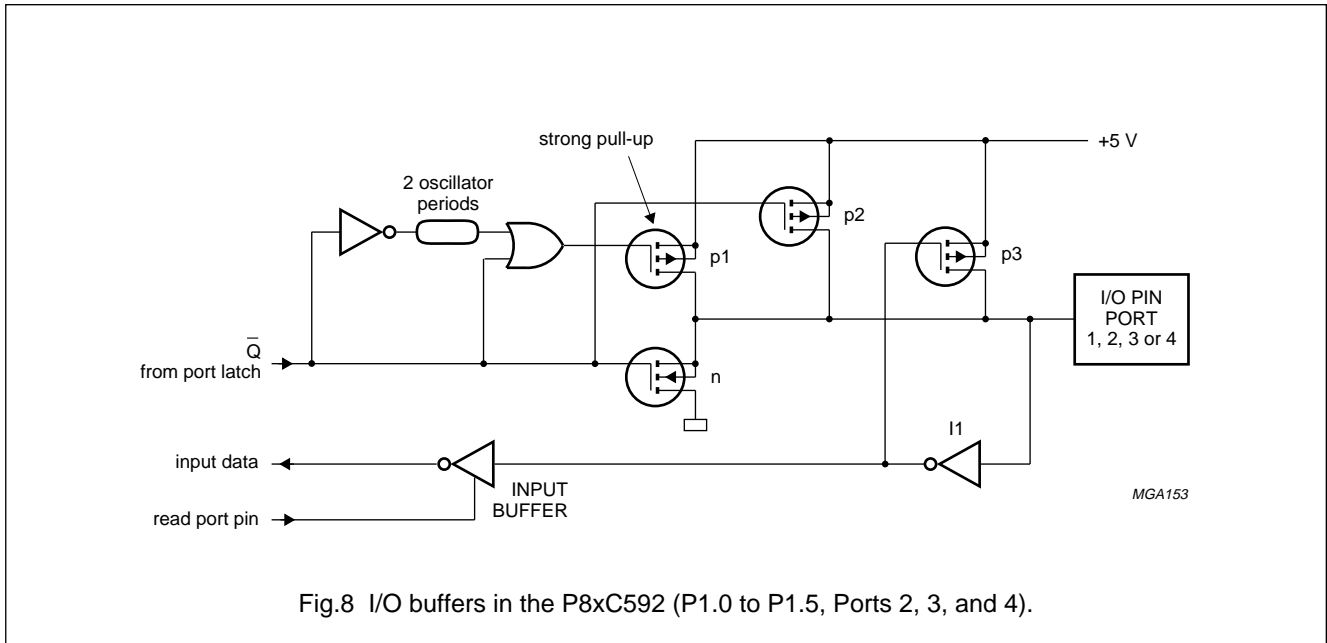 strong pull-up
+5 V
2 oscillator
periods
p2
p1
p3
I/O PIN
PORT
1, 2, 3 or 4
Q̅
from port latch
n
I1
input data
INPUT
BUFFER
MGA153
read port pin
Fig.8 I/O buffers in the P8xC592 (P1.0 to P1.5, Ports 2, 3, and 4).